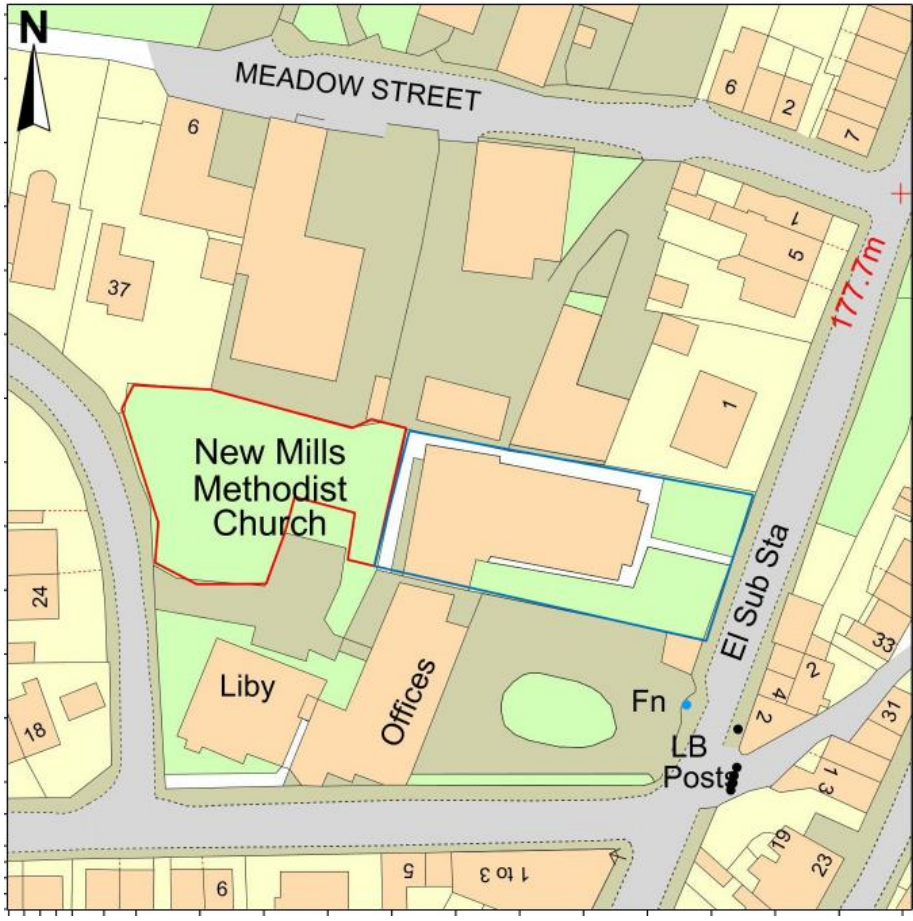 N
MEADOW STREET
6
2
7
6
1
5
177.7m
37
1
New Mills
Methodist
Church
24
El Sub Sta
33
2
4
2
31
Liby
Offices
Fn
18
LB
Posts
1
3
19
23
6
5
1 to 3